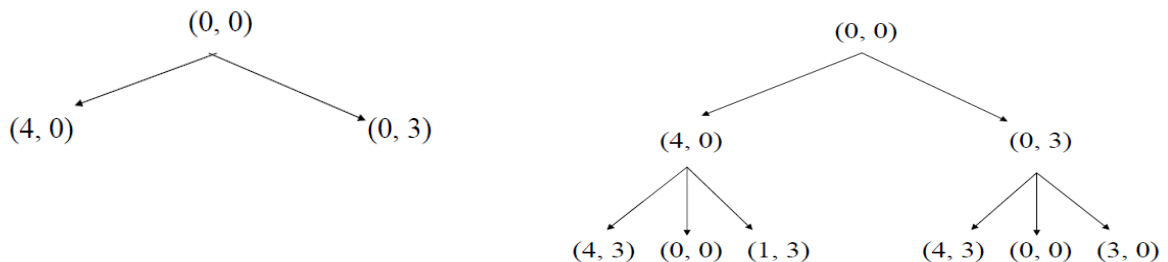 (0, 0)
(4, 0) (0, 3)
(0, 0)
(4, 0) (0, 3)
(4, 3) (0, 0) (1, 3) (4, 3) (0, 0) (3, 0)